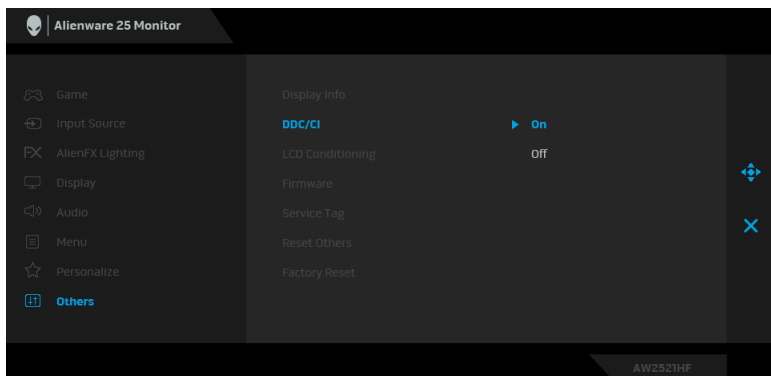 Alienware 25 Monitor
Game
Input Source
AlienFX Lighting
Display
Audio
Menu
Personalize
Others
Display Info
DDC/CI
LCD Conditioning
Firmware
Service Tag
Reset Others
Factory Reset
On
Off
AW2521HF